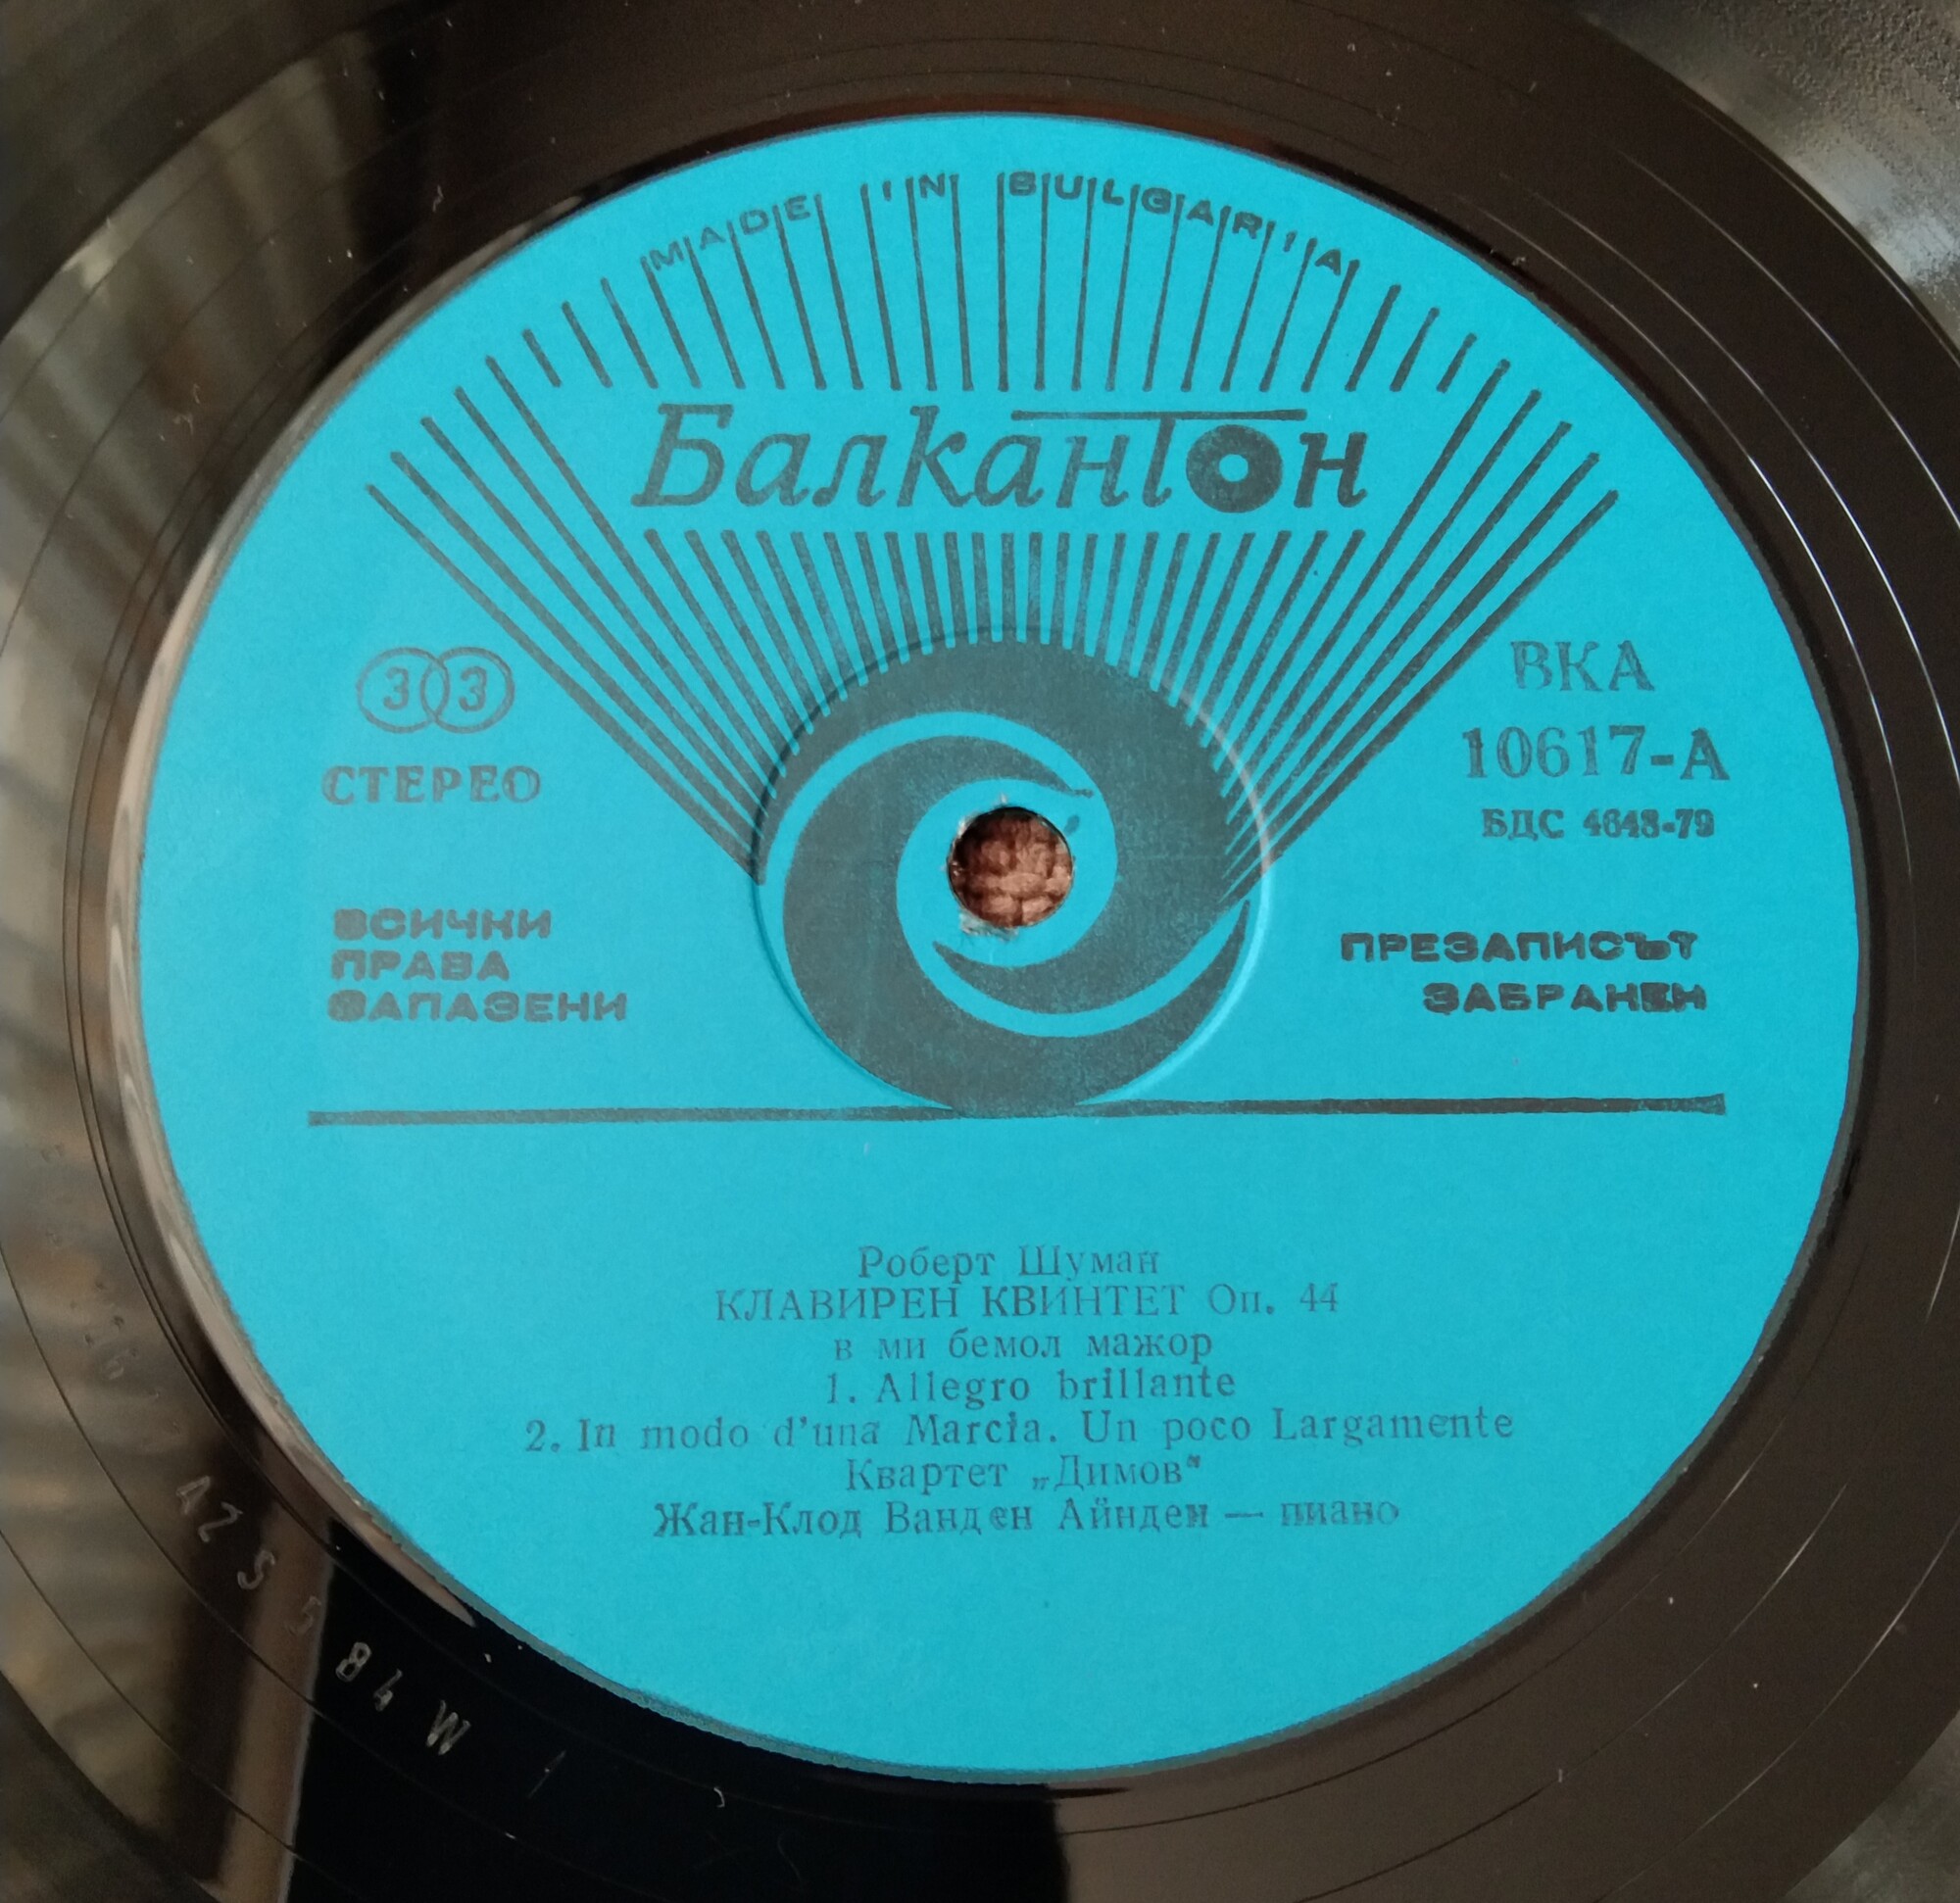 MADE IN BULGARIA
Балкантон
33
СТЕРЕО
ВКА
10617-А
БДС 4648-79
ВСИЧКИ
ПРАВА
ЗАПАЗЕНИ
ПРЕЗАПИСЪТ
ЗАБРАНЕН
Роберт Шуман
КЛАВИРЕН КВИНТЕТ Оп. 44
в ми бемол мажор
1. Allegro brillante
2. In modo d'una Marcia. Un poco Largamente
Квартет „Димов“
Жан-Клод Ванден Айнден — пиано